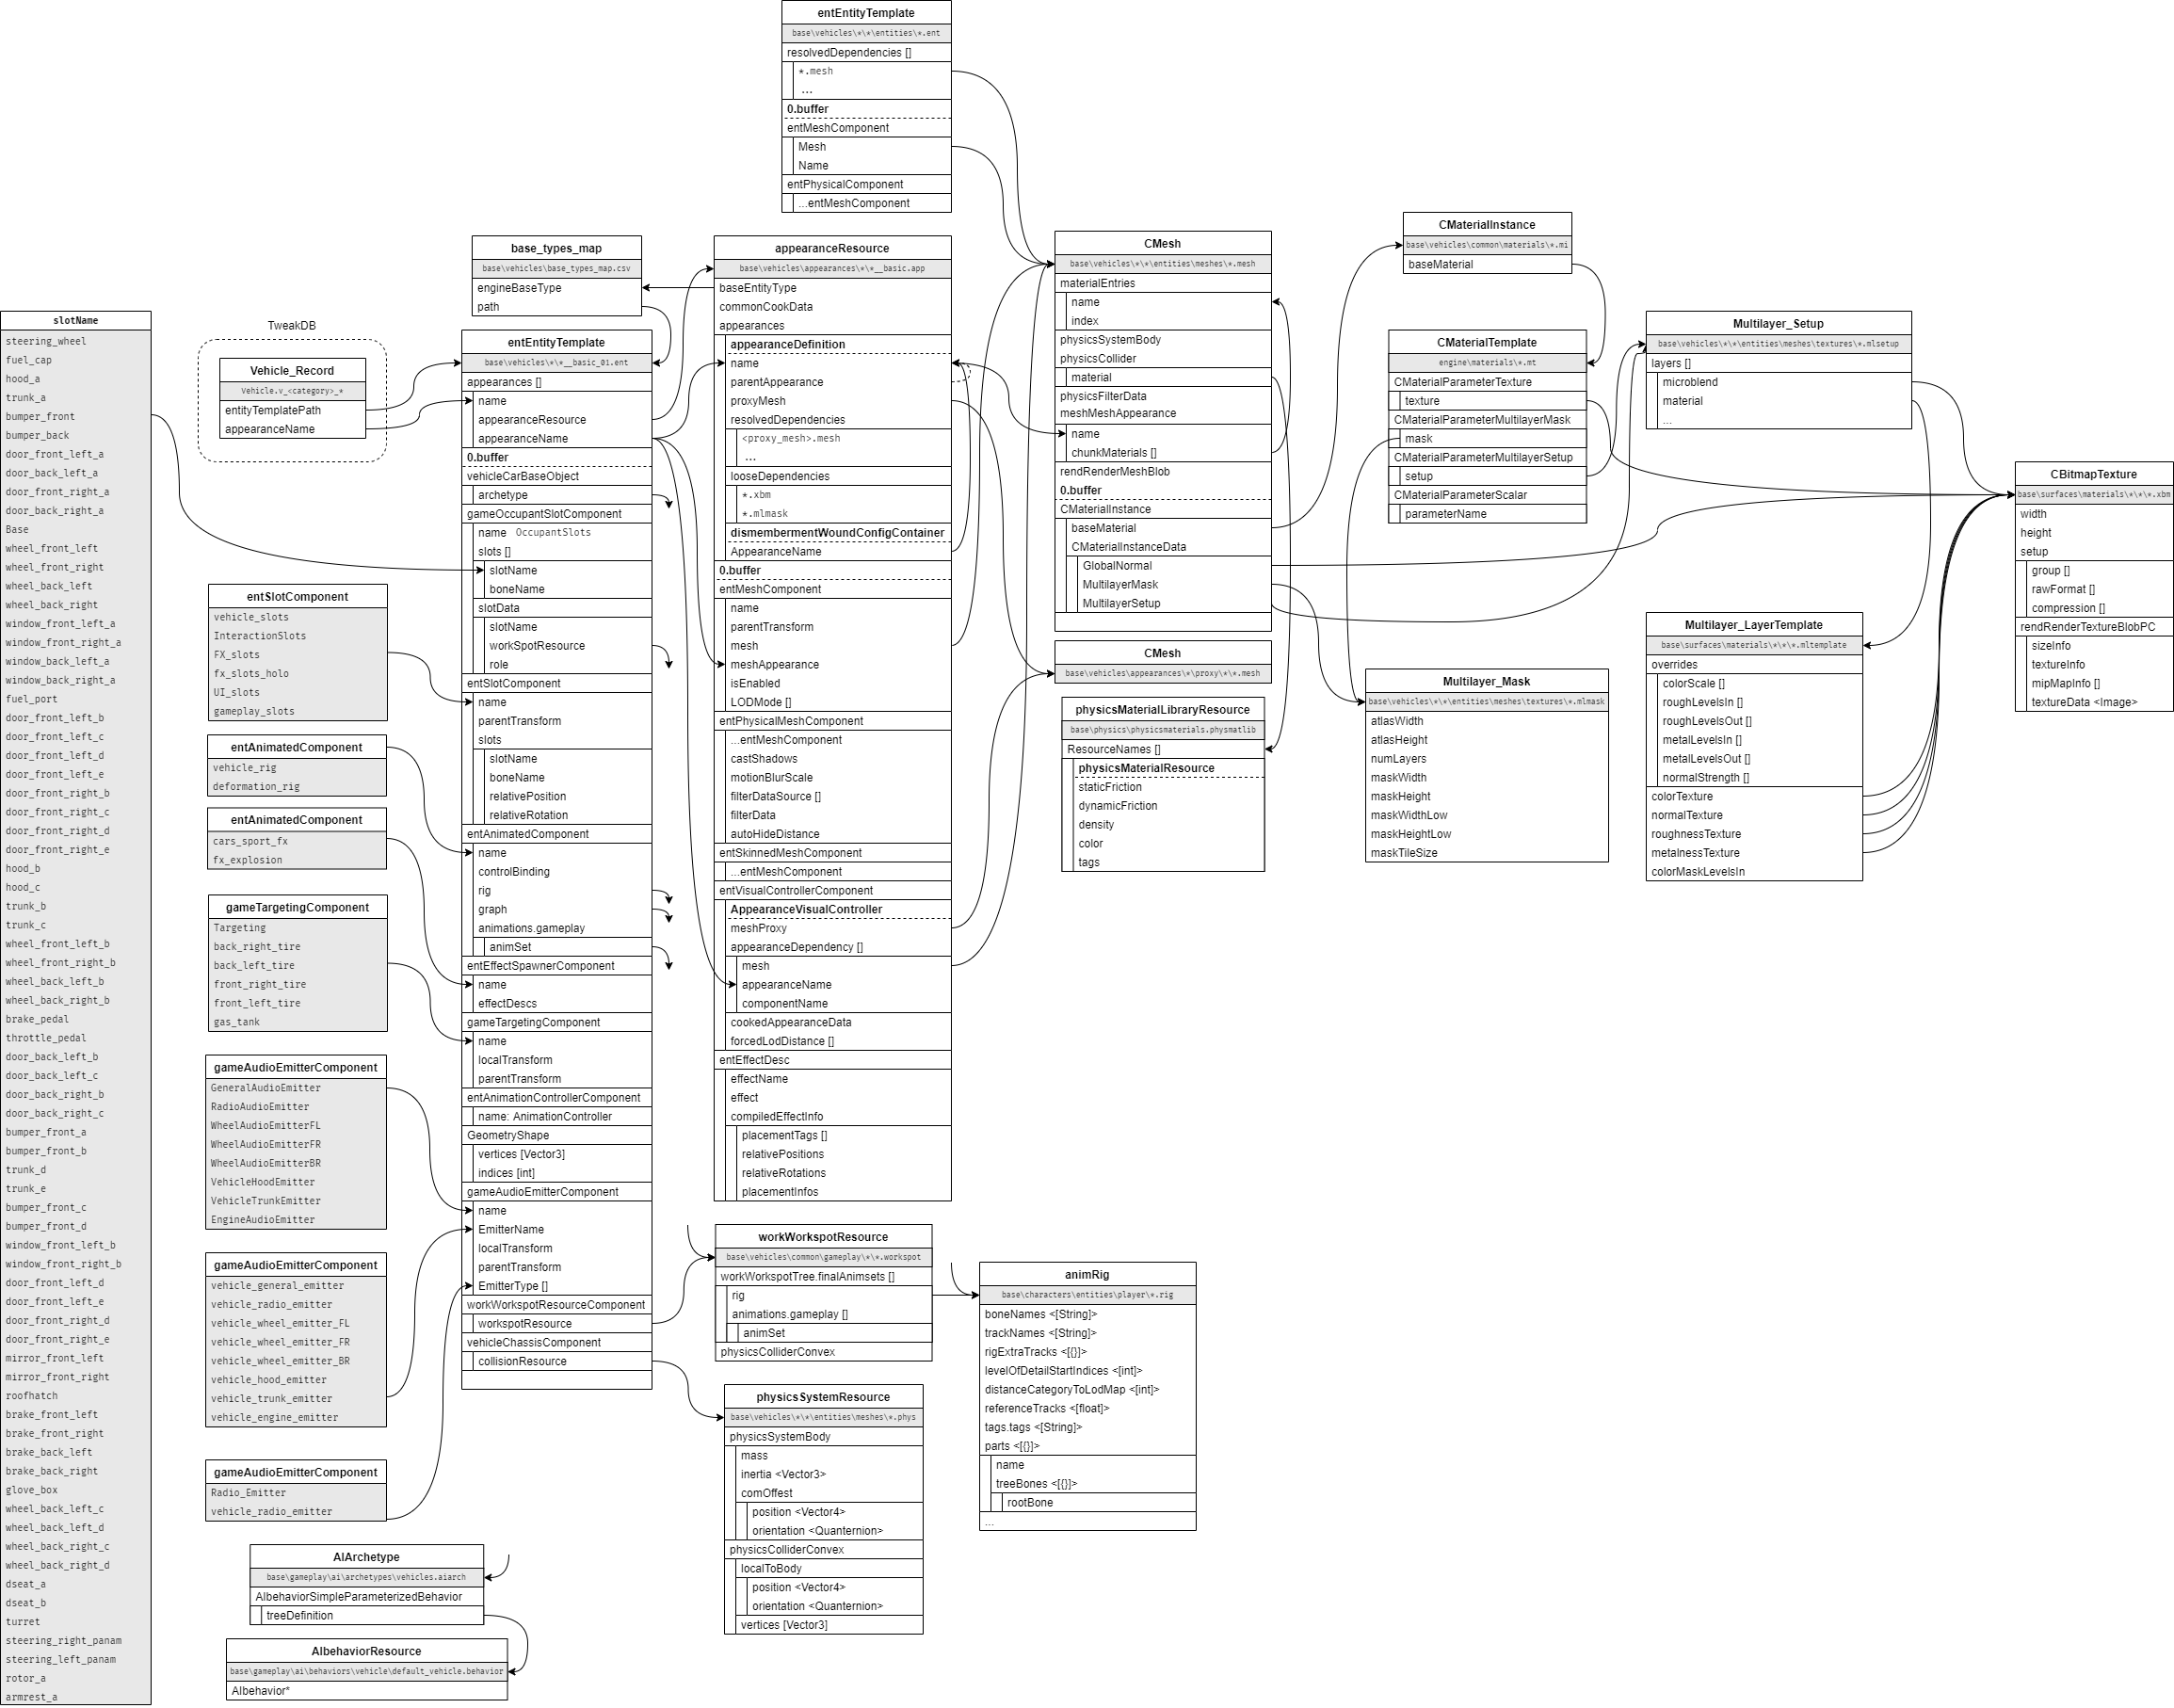 entEntityTemplate
base\vehicles\*\*\entities\*.ent
resolvedDependencies []
*.mesh
...
0.buffer
entMeshComponent
Mesh
Name
entPhysicalComponent
...entMeshComponent
base_types_map
base\vehicles\base_types_map.csv
engineBaseType
path
slotName
steering_wheel
fuel_cap
hood_a
trunk_a
bumper_front
bumper_back
door_front_left_a
door_back_left_a
door_front_right_a
door_back_right_a
Base
wheel_front_left
wheel_front_right
wheel_back_left
wheel_back_right
window_front_left_a
window_front_right_a
window_back_left_a
window_back_right_a
fuel_port
door_front_left_b
door_front_left_c
door_front_left_d
door_front_left_e
door_front_right_b
door_front_right_c
door_front_right_d
door_front_right_e
hood_b
hood_c
trunk_b
trunk_c
wheel_front_left_b
wheel_front_right_b
wheel_back_left_b
wheel_back_right_b
brake_pedal
throttle_pedal
door_back_left_b
door_back_left_c
door_back_right_b
door_back_right_c
bumper_front_a
bumper_front_b
trunk_d
trunk_e
bumper_front_c
bumper_front_d
window_front_left_b
window_front_right_b
door_front_left_d
door_front_left_e
door_front_right_d
door_front_right_e
mirror_front_left
mirror_front_right
roofhatch
brake_front_left
brake_front_right
brake_back_left
brake_back_right
glove_box
wheel_back_left_c
wheel_back_left_d
wheel_back_right_c
wheel_back_right_d
dseat_a
dseat_b
turret
steering_right_panam
steering_left_panam
rotor_a
armrest_a
TweakDB
Vehicle_Record
Vehicle.v_<category>_*
entityTemplatePath
appearanceName
entSlotComponent
vehicle_slots
InteractionSlots
FX_slots
fx_slots_holo
UI_slots
gameplay_slots
entAnimatedComponent
vehicle_rig
deformation_rig
entAnimatedComponent
cars_sport_fx
fx_explosion
gameTargetingComponent
Targeting
back_right_tire
back_left_tire
front_right_tire
front_left_tire
gas_tank
gameAudioEmitterComponent
GeneralAudioEmitter
RadioAudioEmitter
WheelAudioEmitterFL
WheelAudioEmitterFR
WheelAudioEmitterBR
VehicleHoodEmitter
VehicleTrunkEmitter
EngineAudioEmitter
gameAudioEmitterComponent
vehicle_general_emitter
vehicle_radio_emitter
vehicle_wheel_emitter_FL
vehicle_wheel_emitter_FR
vehicle_wheel_emitter_BR
vehicle_hood_emitter
vehicle_trunk_emitter
vehicle_engine_emitter
gameAudioEmitterComponent
Radio_Emitter
vehicle_radio_emitter
AIArchetype
base\gameplay\ai\archetypes\vehicles.aiarch
AIbehaviorSimpleParameterizedBehavior
treeDefinition
AIbehaviorResource
base\gameplay\ai\behaviors\vehicle\default_vehicle.behavior
AIbehavior*
entEntityTemplate
base\vehicles\*\*__basic_01.ent
appearances []
name
appearanceResource
appearanceName
0.buffer
vehicleCarBaseObject
archetype
gameOccupantSlotComponent
name OccupantSlots
slots []
slotName
boneName
slotData
slotName
workSpotResource
role
entSlotComponent
name
parentTransform
slots
slotName
boneName
relativePosition
relativeRotation
entAnimatedComponent
name
controlBinding
rig
graph
animations.gameplay
animSet
entEffectSpawnerComponent
name
effectDescs
gameTargetingComponent
name
localTransform
parentTransform
entAnimationControllerComponent
name: AnimationController
GeometryShape
vertices [Vector3]
indices [int]
gameAudioEmitterComponent
name
EmitterName
localTransform
parentTransform
EmitterType []
workWorkspotResourceComponent
workspotResource
vehicleChassisComponent
collisionResource
appearanceResource
base\vehicles\appearances\*\*__basic.app
baseEntityType
commonCookData
appearances
appearanceDefinition
name
parentAppearance
proxyMesh
resolvedDependencies
<proxy_mesh>.mesh
...
looseDependencies
*.xbm
*.mlmask
dismembermentWoundConfigContainer
AppearanceName
0.buffer
entMeshComponent
name
parentTransform
mesh
meshAppearance
isEnabled
LODMode []
entPhysicalMeshComponent
...entMeshComponent
castShadows
motionBlurScale
filterDataSource []
filterData
autoHideDistance
entSkinnedMeshComponent
...entMeshComponent
entVisualControllerComponent
AppearanceVisualController
meshProxy
appearanceDependency []
mesh
appearanceName
componentName
cookedAppearanceData
forcedLodDistance []
entEffectDesc
effectName
effect
compiledEffectInfo
placementTags []
relativePositions
relativeRotations
placementInfos
workWorkspotResource
base\vehicles\common\gameplay\*\*.workspot
workWorkspotTree.finalAnimsets []
rig
animations.gameplay []
animSet
physicsColliderConvex
physicsSystemResource
base\vehicles\*\*\entities\meshes\*.phys
physicsSystemBody
mass
inertia <Vector3>
comOffest
position <Vector4>
orientation <Quanternion>
physicsColliderConvex
localToBody
position <Vector4>
orientation <Quanternion>
vertices [Vector3]
animRig
base\characters\entities\player\*.rig
boneNames <[String]>
trackNames <[String]>
rigExtraTracks <[{}]>
levelOfDetailStartIndices <[int]>
distanceCategoryToLodMap <[int]>
referenceTracks <[float]>
tags.tags <[String]>
parts <[{}]>
name
treeBones <[{}]>
rootBone
...
CMesh
base\vehicles\*\*\entities\meshes\*.mesh
materialEntries
name
index
physicsSystemBody
physicsCollider
material
physicsFilterData
meshMeshAppearance
name
chunkMaterials []
rendRenderMeshBlob
0.buffer
CMaterialInstance
baseMaterial
CMaterialInstanceData
GlobalNormal
MultilayerMask
MultilayerSetup
CMesh
base\vehicles\appearances\*\proxy\*\*.mesh
physicsMaterialLibraryResource
base\physics\physicsmaterials.physmatlib
ResourceNames []
physicsMaterialResource
staticFriction
dynamicFriction
density
color
tags
CMaterialInstance
base\vehicles\common\materials\*.mi
baseMaterial
CMaterialTemplate
engine\materials\*.mt
CMaterialParameterTexture
texture
CMaterialParameterMultilayerMask
mask
CMaterialParameterMultilayerSetup
setup
CMaterialParameterScalar
parameterName
Multilayer_Mask
base\vehicles\*\*\entities\meshes\textures\*.mlmask
atlasWidth
atlasHeight
numLayers
maskWidth
maskHeight
maskWidthLow
maskHeightLow
maskTileSize
Multilayer_Setup
base\vehicles\*\*\entities\meshes\textures\*.mlsetup
layers []
microblend
material
...
Multilayer_LayerTemplate
base\surfaces\materials\*\*\*.mltemplate
overrides
colorScale []
roughLevelsIn []
roughLevelsOut []
metalLevelsIn []
metalLevelsOut []
normalStrength []
colorTexture
normalTexture
roughnessTexture
metalnessTexture
colorMaskLevelsIn
CBitmapTexture
base\surfaces\materials\*\*\*.xbm
width
height
setup
group []
rawFormat []
compression []
rendRenderTextureBlobPC
sizeInfo
textureInfo
mipMapInfo []
textureData <Image>